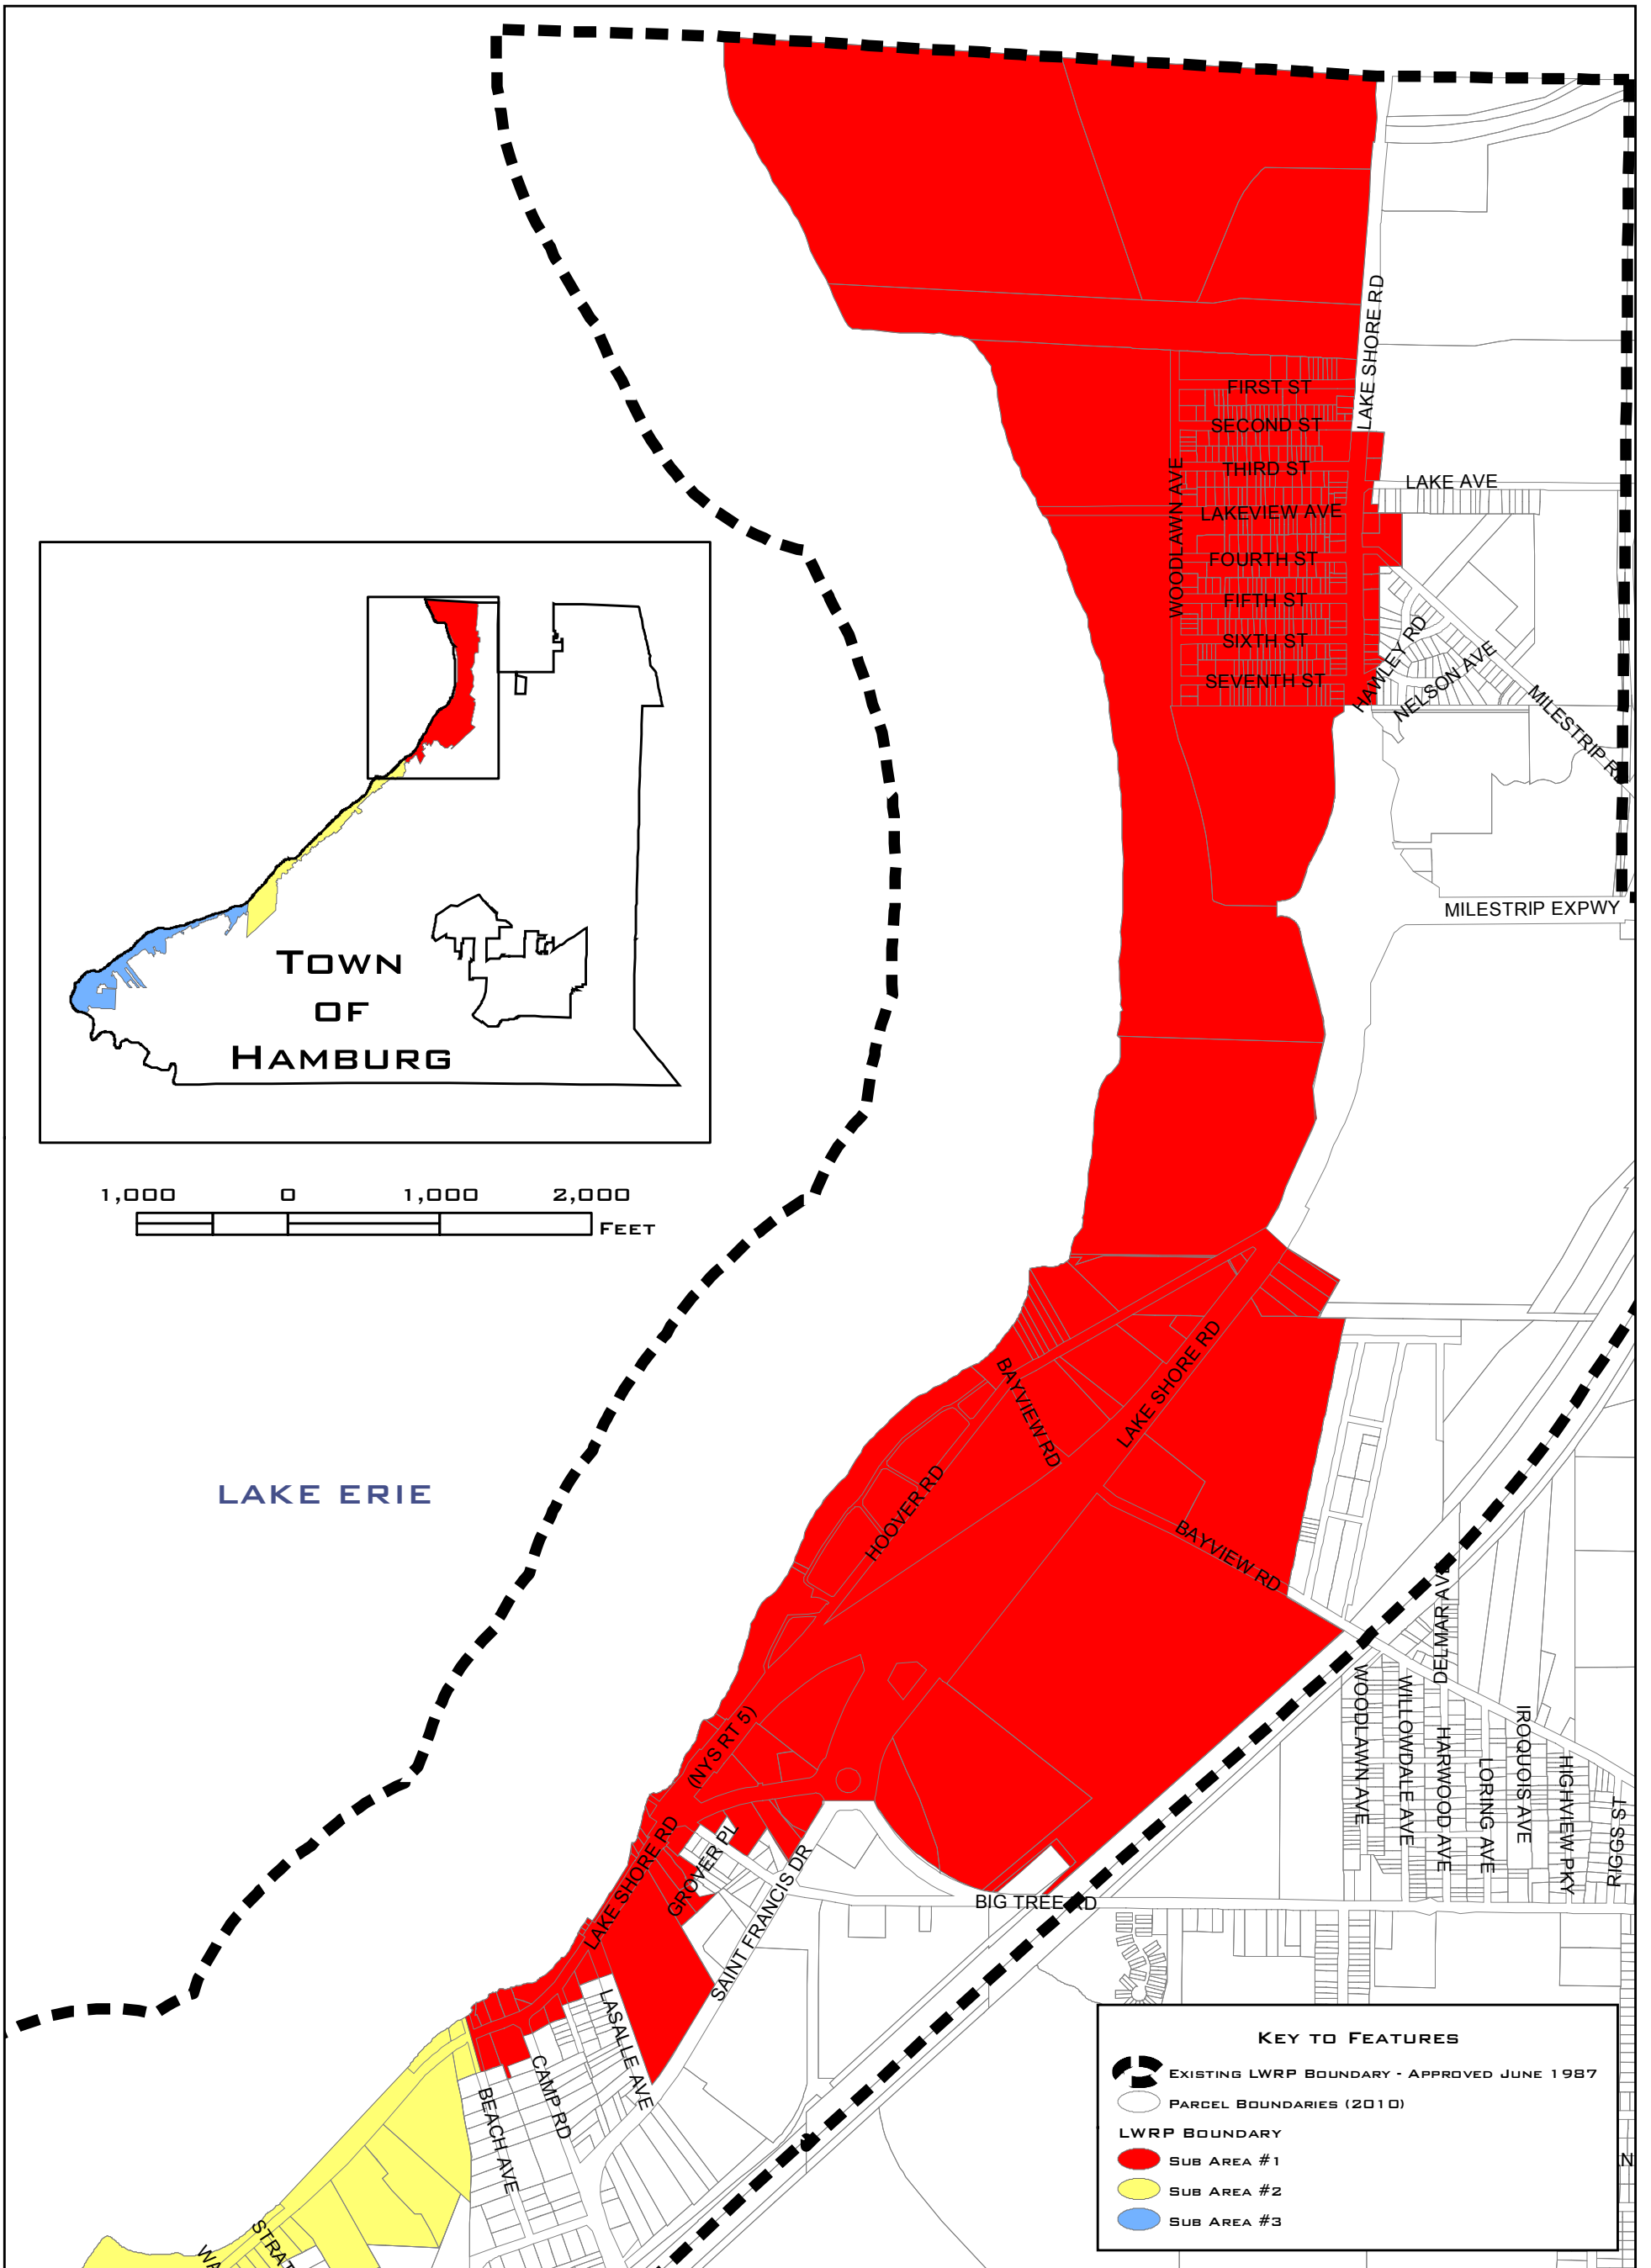 FIRST ST
SECOND ST
THIRD ST
LAKEVIEW AVE
FOURTH ST
FIFTH ST
SIXTH ST
SEVENTH ST
WOODLAWN AVE
LAKE SHORE RD
LAKE AVE
HAWLEY RD
NELSON AVE
MILESTRIP R
MILESTRIP EXPWY
TOWN
OF
HAMBURG
1,000 0 1,000 2,000
FEET
LAKE ERIE
BAYVIEW RD
LAKE SHORE RD
HOOVER RD
BAYVIEW RD
(NYS RT 5)
LAKE SHORE RD
GROVER PL
SAINT FRANCIS DR
BIG TREE RD
LASALLE AVE
CAMP RD
BEACH AVE
DELMAR AVE
WOODLAWN AVE
WILLOWDALE AVE
HARWOOD AVE
LORING AVE
IROQUOIS AVE
HIGHVIEW PKY
RIGGS ST
STRAT
WA
KEY TO FEATURES
EXISTING LWRP BOUNDARY - APPROVED JUNE 1987
PARCEL BOUNDARIES (2010)
LWRP BOUNDARY
SUB AREA #1
SUB AREA #2
SUB AREA #3